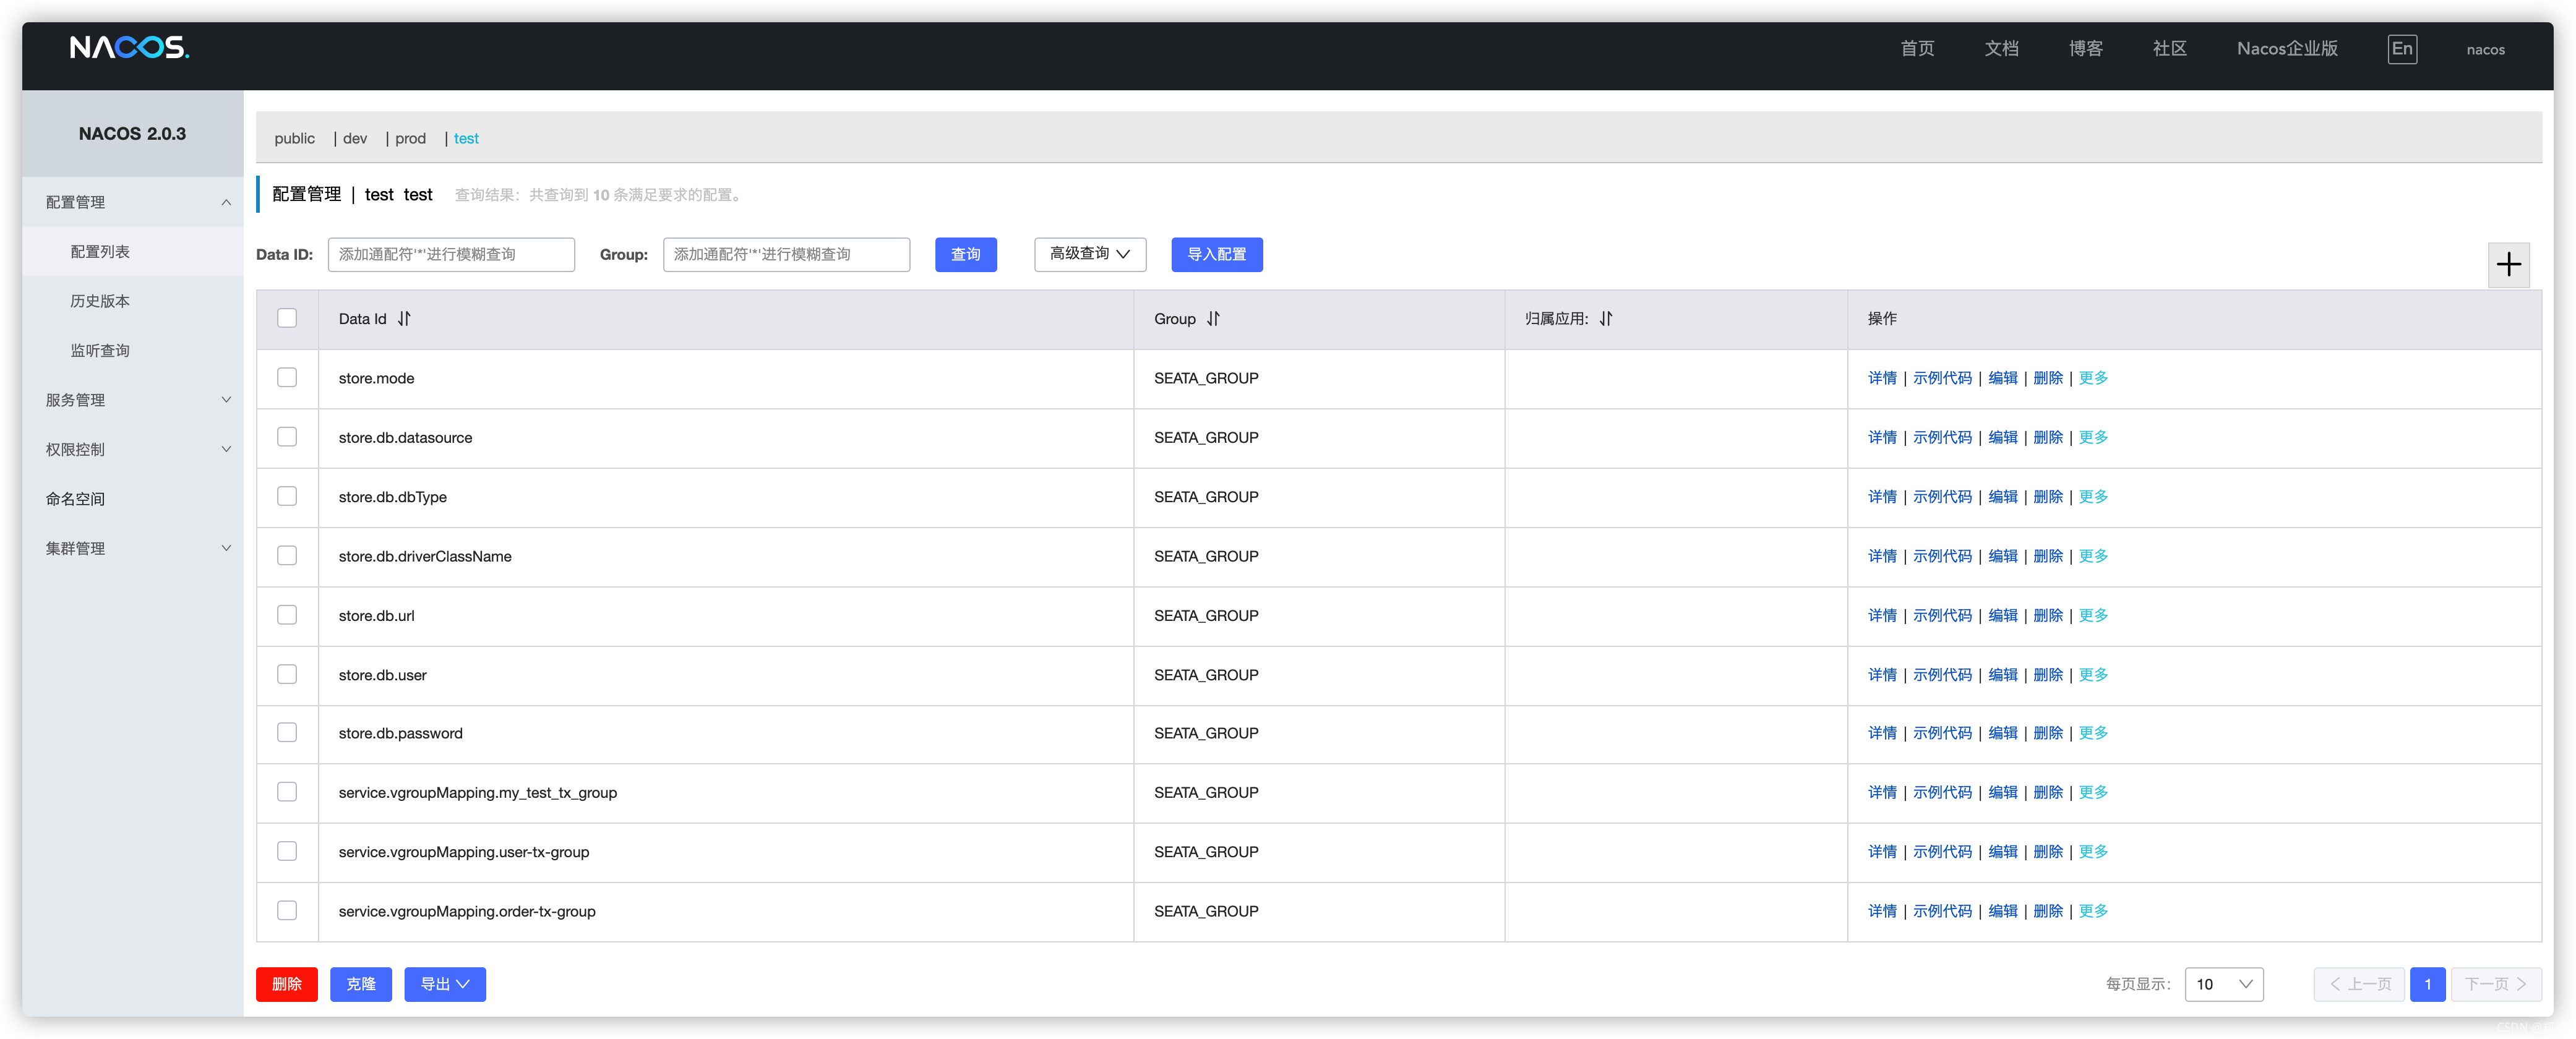 NACOS.
首页 文档 博客 社区 Nacos企业版 En nacos
NACOS 2.0.3
配置管理
配置列表
历史版本
监听查询
服务管理
权限控制
命名空间
集群管理
public | dev | prod | test
配置管理 | test test 查询结果：共查询到 10 条满足要求的配置。
Data ID: 添加通配符'*'进行模糊查询 Group: 添加通配符'*'进行模糊查询 查询 高级查询 导入配置
Data Id Group 归属应用: 操作
store.mode SEATA_GROUP 详情 | 示例代码 | 编辑 | 删除 | 更多
store.db.datasource SEATA_GROUP 详情 | 示例代码 | 编辑 | 删除 | 更多
store.db.dbType SEATA_GROUP 详情 | 示例代码 | 编辑 | 删除 | 更多
store.db.driverClassName SEATA_GROUP 详情 | 示例代码 | 编辑 | 删除 | 更多
store.db.url SEATA_GROUP 详情 | 示例代码 | 编辑 | 删除 | 更多
store.db.user SEATA_GROUP 详情 | 示例代码 | 编辑 | 删除 | 更多
store.db.password SEATA_GROUP 详情 | 示例代码 | 编辑 | 删除 | 更多
service.vgroupMapping.my_test_tx_group SEATA_GROUP 详情 | 示例代码 | 编辑 | 删除 | 更多
service.vgroupMapping.user-tx-group SEATA_GROUP 详情 | 示例代码 | 编辑 | 删除 | 更多
service.vgroupMapping.order-tx-group SEATA_GROUP 详情 | 示例代码 | 编辑 | 删除 | 更多
删除 克隆 导出 每页显示： 10 上一页 1 下一页